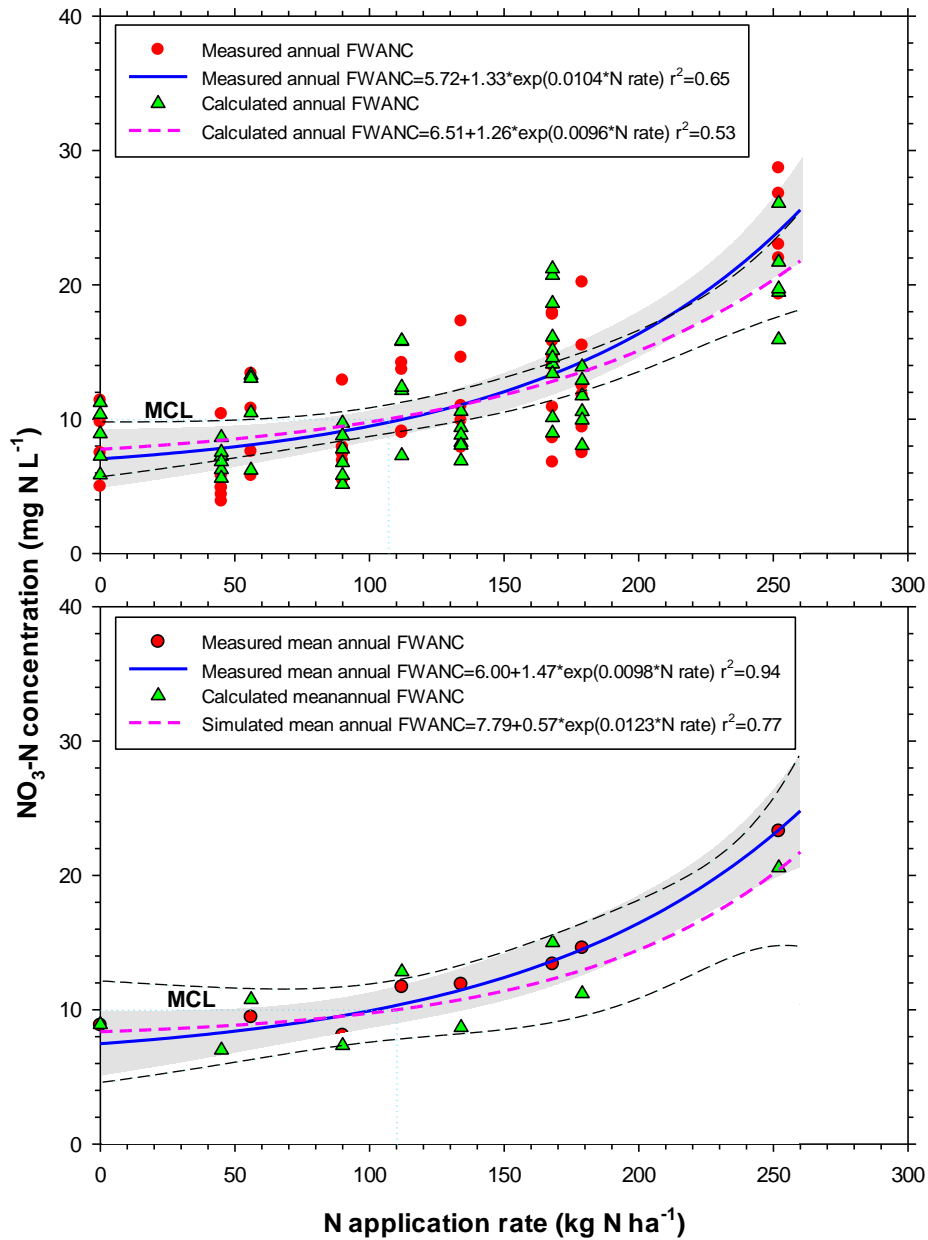 40
Measured annual FWANC
Measured annual FWANC=5.72+1.33*exp(0.0104*N rate) r²=0.65
Calculated annual FWANC
Calculated annual FWANC=6.51+1.26*exp(0.0096*N rate) r²=0.53
30
20
10
MCL
0
0 50 100 150 200 250 300
40
Measured mean annual FWANC
Measured mean annual FWANC=6.00+1.47*exp(0.0098*N rate) r²=0.94
Calculated meanannual FWANC
Simulated mean annual FWANC=7.79+0.57*exp(0.0123*N rate) r²=0.77
30
20
10
MCL
0
0 50 100 150 200 250 300
NO₃-N concentration (mg N L⁻¹)
N application rate (kg N ha⁻¹)